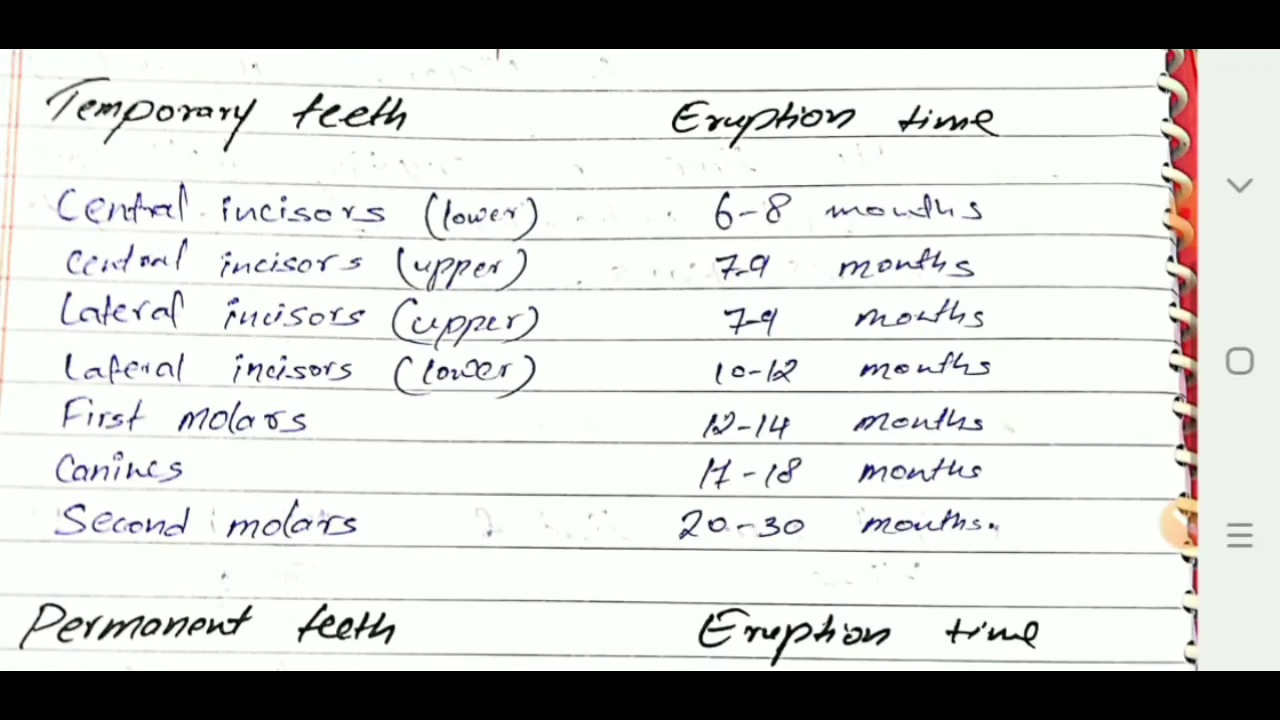 Temporary teeth Eruption time
Central incisors (lower) 6-8 months
Central incisors (upper) 7-9 months
Lateral incisors (upper) 7-9 months
Lateral incisors (lower) 10-12 months
First molars 12-14 months
Canines 17-18 months
Second molars 20-30 months.
Permanent teeth Eruption time